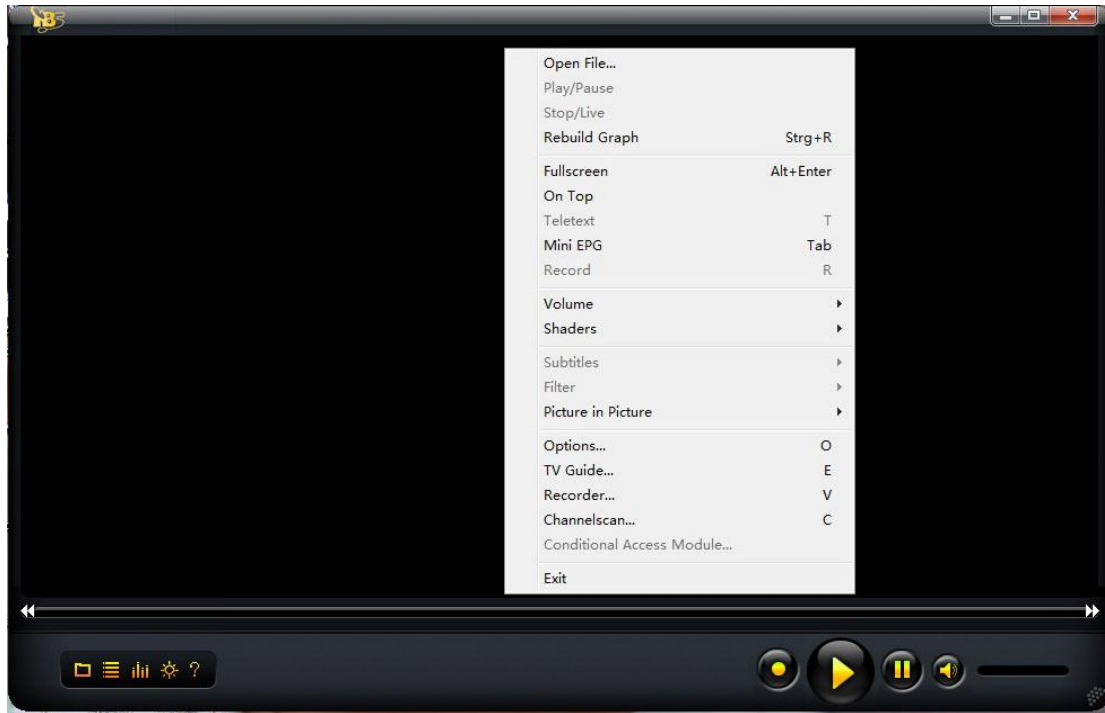 TBS
Open File...
Play/Pause
Stop/Live
Rebuild Graph Strg+R
Fullscreen Alt+Enter
On Top
Teletext T
Mini EPG Tab
Record R
Volume
Shaders
Subtitles
Filter
Picture in Picture
Options... O
TV Guide... E
Recorder... V
Channelscan... C
Conditional Access Module...
Exit
?